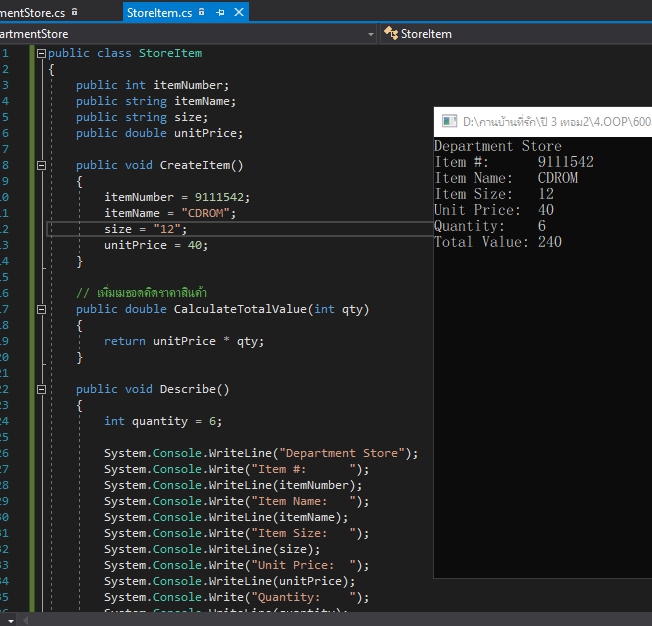 mentStore.cs
StoreItem.cs
artmentStore
StoreItem
1 public class StoreItem
2 {
3 public int itemNumber;
4 public string itemName;
5 public string size;
6 public double unitPrice;
7
8 public void CreateItem()
9 {
10 itemNumber = 9111542;
11 itemName = "CDROM";
12 size = "12";
13 unitPrice = 40;
14 }
15
16 // เพิ่มเมธอดคิดราคาสินค้า
17 public double CalculateTotalValue(int qty)
18 {
19 return unitPrice * qty;
20 }
21
22 public void Describe()
23 {
24 int quantity = 6;
25
26 System.Console.WriteLine("Department Store");
27 System.Console.Write("Item #:      ");
28 System.Console.WriteLine(itemNumber);
29 System.Console.Write("Item Name:   ");
30 System.Console.WriteLine(itemName);
31 System.Console.Write("Item Size:   ");
32 System.Console.WriteLine(size);
33 System.Console.Write("Unit Price:  ");
34 System.Console.WriteLine(unitPrice);
35 System.Console.Write("Quantity:    ");
36 System.Console.WriteLine(quantity);
D:\กานบ้านที่รัก\ปี 3 เทอม2\4.OOP\600
Department Store
Item #:      9111542
Item Name:   CDROM
Item Size:   12
Unit Price:  40
Quantity:    6
Total Value: 240